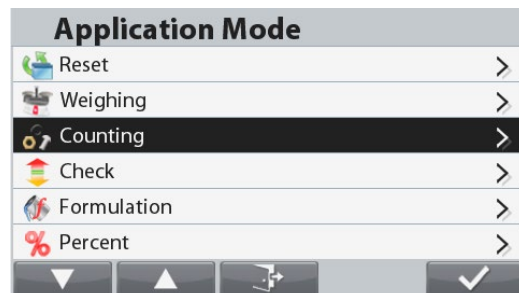 Application Mode
Reset
Weighing
Counting
Check
Formulation
Percent